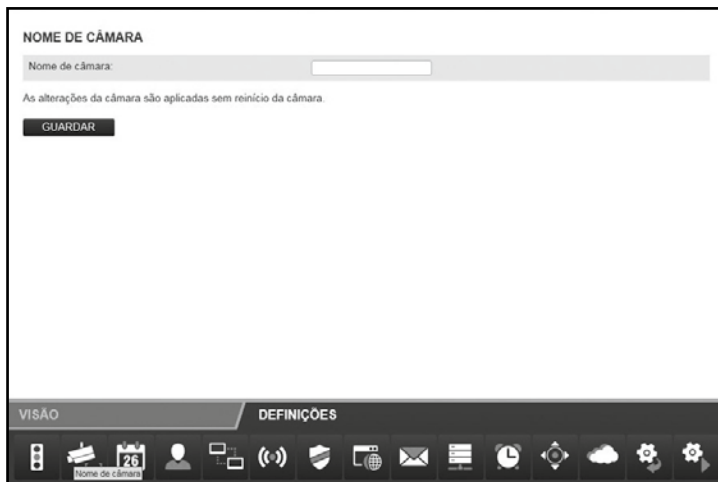 NOME DE CÂMARA
Nome de câmara:
As alterações da câmara são aplicadas sem reinício da câmara.
GUARDAR
VISÃO
DEFINIÇÕES
26
Nome de câmara